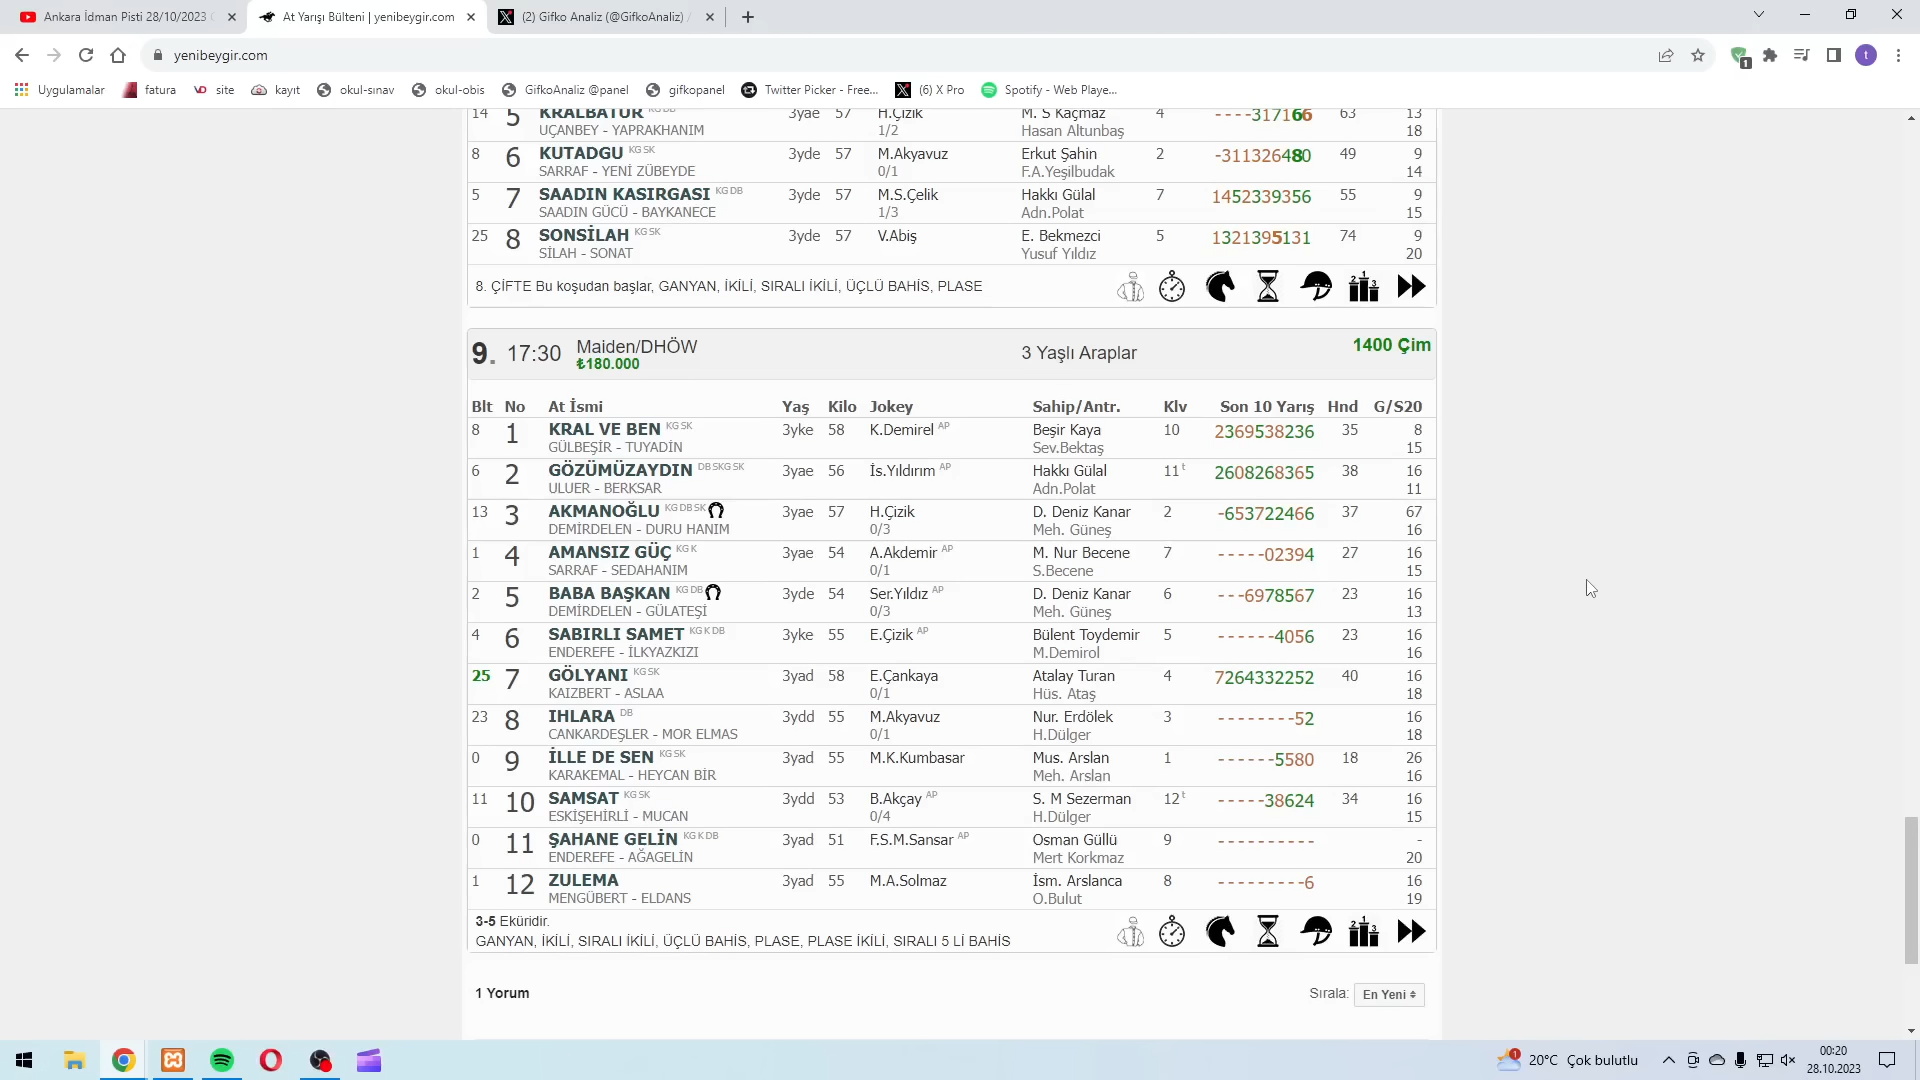 Ankara İdman Pisti 28/10/2023
At Yarışı Bülteni | yenibeygir.com
(2) Gifko Analiz (@GifkoAnaliz) /
yenibeygir.com
1
t
Uygulamalar fatura site kayıt okul-sınav okul-obis GifkoAnaliz @panel gifkopanel Twitter Picker - Free... (6) X Pro Spotify - Web Playe...
14 5 KRALBATUR KG DB 3yae 57 H.Çizik M. S Kaçmaz 4 ----317166 63 13
UÇANBEY - YAPRAKHANIM 1/2 Hasan Altunbaş 18
8 6 KUTADGU KG SK 3yde 57 M.Akyavuz Erkut Şahin 2 -311326480 49 9
SARRAF - YENİ ZÜBEYDE 0/1 F.A.Yeşilbudak 14
5 7 SAADIN KASIRGASI KG DB 3yde 57 M.S.Çelik Hakkı Gülal 7 1452339356 55 9
SAADIN GÜCÜ - BAYKANECE 1/3 Adn.Polat 15
25 8 SONSİLAH KG SK 3yde 57 V.Abiş E. Bekmezci 5 1321395131 74 9
SİLAH - SONAT Yusuf Yıldız 20
8. ÇİFTE Bu koşudan başlar, GANYAN, İKİLİ, SIRALI İKİLİ, ÜÇLÜ BAHİS, PLASE
9. 17:30 Maiden/DHÖW 3 Yaşlı Araplar 1400 Çim
₺180.000
Blt No At İsmi Yaş Kilo Jokey Sahip/Antr. Klv Son 10 Yarış Hnd G/S20
8 1 KRAL VE BEN KG SK 3yke 58 K.Demirel AP Beşir Kaya 10 2369538236 35 8
GÜLBEŞİR - TUYADİN Sev.Bektaş 15
6 2 GÖZÜMÜZAYDIN DB SKG SK 3yae 56 İs.Yıldırım AP Hakkı Gülal 11 t 2608268365 38 16
ULUER - BERKSAR Adn.Polat 11
13 3 AKMANOĞLU KG DB SK 3yae 57 H.Çizik D. Deniz Kanar 2 -653722466 37 67
DEMİRDELEN - DURU HANIM 0/3 Meh. Güneş 16
1 4 AMANSIZ GÜÇ KG K 3yae 54 A.Akdemir AP M. Nur Becene 7 -----02394 27 16
SARRAF - SEDAHANIM 0/1 S.Becene 15
2 5 BABA BAŞKAN KG DB 3yde 54 Ser.Yıldız AP D. Deniz Kanar 6 ---6978567 23 16
DEMİRDELEN - GÜLATEŞİ 0/3 Meh. Güneş 13
4 6 SABIRLI SAMET KG K DB 3yke 55 E.Çizik AP Bülent Toydemir 5 ------4056 23 16
ENDEREFE - İLKYAZKIZI M.Demirol 16
25 7 GÖLYANI KG SK 3yad 58 E.Çankaya Atalay Turan 4 7264332252 40 16
KAIZBERT - ASLAA 0/1 Hüs. Ataş 18
23 8 IHLARA DB 3ydd 55 M.Akyavuz Nur. Erdölek 3 --------52 16
CANKARDEŞLER - MOR ELMAS 0/1 H.Dülger 18
0 9 İLLE DE SEN KG SK 3yad 55 M.K.Kumbasar Mus. Arslan 1 ------5580 18 26
KARAKEMAL - HEYCAN BİR Meh. Arslan 16
11 10 SAMSAT KG SK 3ydd 53 B.Akçay AP S. M Sezerman 12 t -----38624 34 16
ESKİŞEHİRLİ - MUCAN 0/4 H.Dülger 15
0 11 ŞAHANE GELİN KG K DB 3yad 51 F.S.M.Sansar AP Osman Güllü 9 ---------- -
ENDEREFE - AĞAGELİN Mert Korkmaz 20
1 12 ZULEMA 3yad 55 M.A.Solmaz İsm. Arslanca 8 ---------6 16
MENGÜBERT - ELDANS O.Bulut 19
3-5 Eküridir.
GANYAN, İKİLİ, SIRALI İKİLİ, ÜÇLÜ BAHİS, PLASE, PLASE İKİLİ, SIRALI 5 Lİ BAHİS
1 Yorum Sırala: En Yeni
1 20°C Çok bulutlu
00:20
28.10.2023